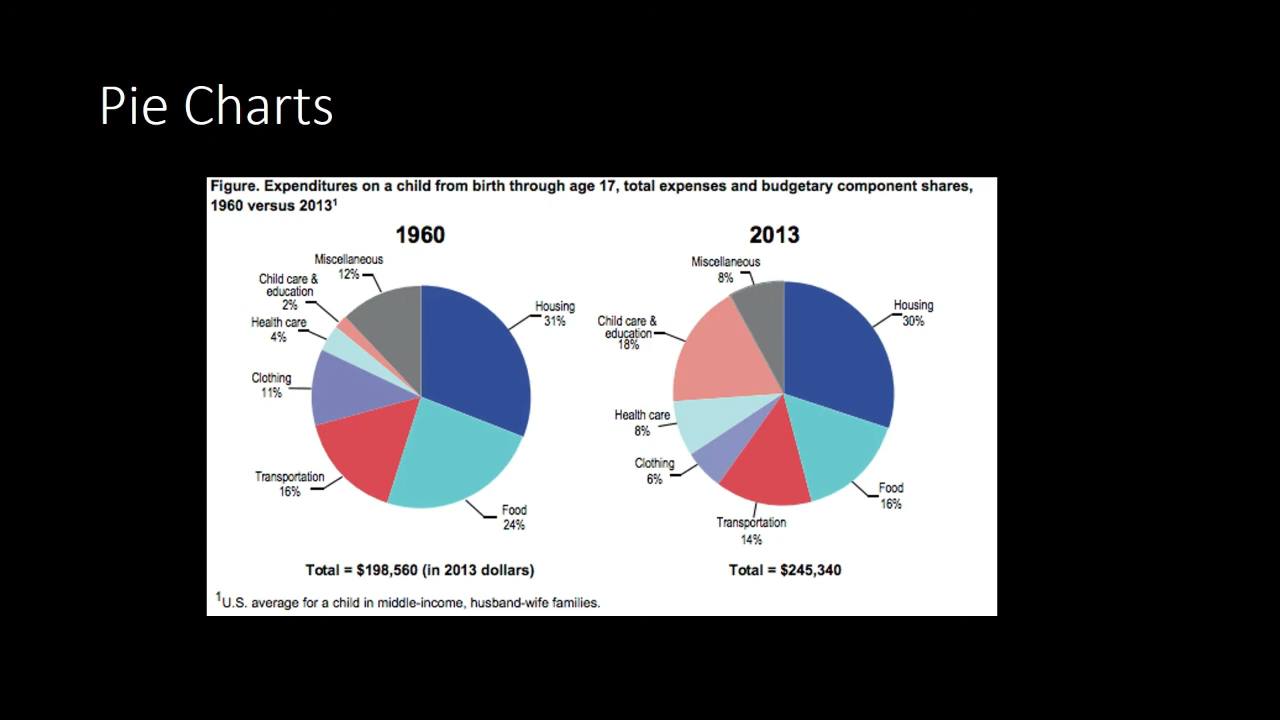 Pie Charts
Figure. Expenditures on a child from birth through age 17, total expenses and budgetary component shares,
1960 versus 2013¹
1960
Miscellaneous
12%
Child care &
education
2%
Health care
4%
Clothing
11%
Transportation
16%
Food
24%
Housing
31%
Total = $198,560 (in 2013 dollars)
2013
Miscellaneous
8%
Child care &
education
18%
Health care
8%
Clothing
6%
Transportation
14%
Food
16%
Housing
30%
Total = $245,340
¹U.S. average for a child in middle-income, husband-wife families.